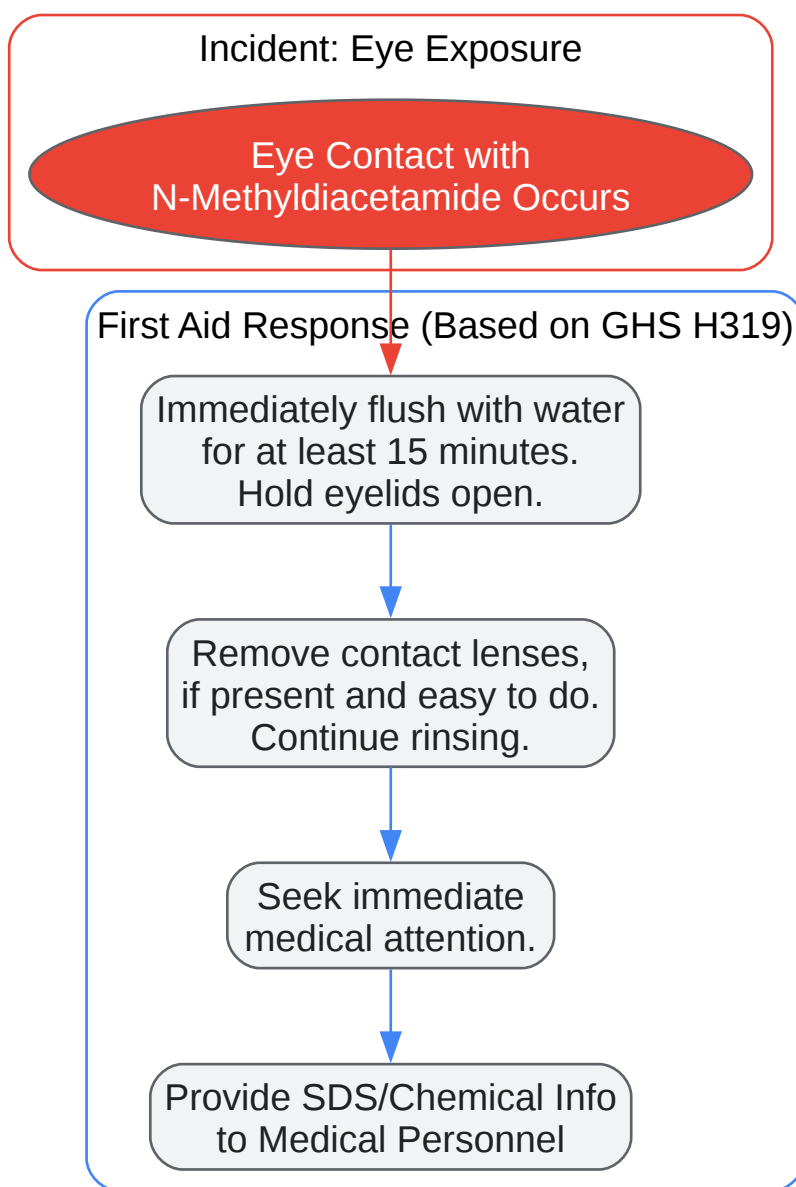 Incident: Eye Exposure
Eye Contact with
N-Methyldiacetamide Occurs
First Aid Response (Based on GHS H319)
Immediately flush with water
for at least 15 minutes.
Hold eyelids open.
Remove contact lenses,
if present and easy to do.
Continue rinsing.
Seek immediate
medical attention.
Provide SDS/Chemical Info
to Medical Personnel